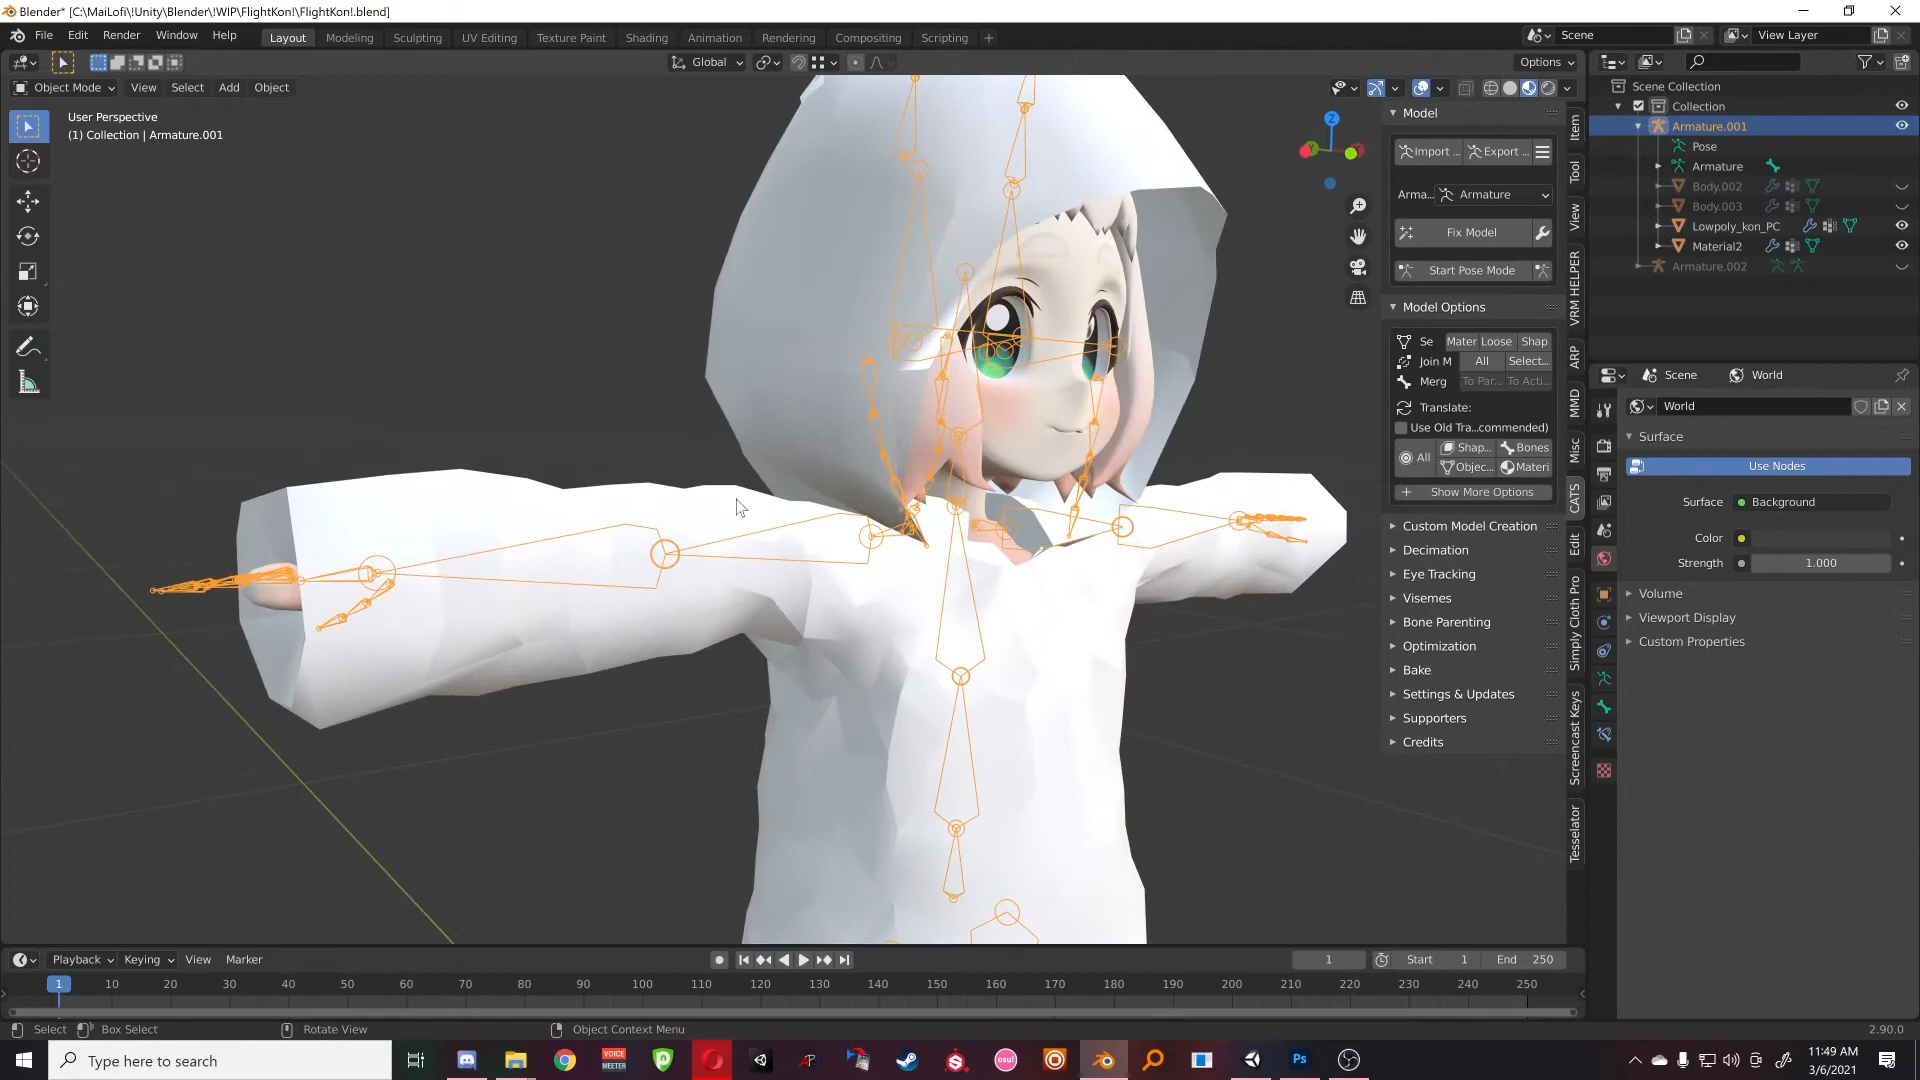 Blender* [C:\MaiLofi\!Unity\Blender\!WIP\FlightKon!\FlightKon!.blend]
File Edit Render Window Help
Layout Modeling Sculpting UV Editing Texture Paint Shading Animation Rendering Compositing Scripting
Scene
View Layer
Global
Options
Object Mode View Select Add Object
User Perspective
(1) Collection | Armature.001
Model
Import ... Export ...
Arma... Armature
Fix Model
Start Pose Mode
Model Options
Se Mater Loose Shap
Join M All Select...
Merg To Par... To Acti...
Translate:
Use Old Tra...commended)
All Shap... Bones
Objec... Materi
Show More Options
Custom Model Creation
Decimation
Eye Tracking
Visemes
Bone Parenting
Optimization
Bake
Settings & Updates
Supporters
Credits
Item
Tool
View
VRM HELPER
ARP
MMD
Misc
CATS
Edit
Simply Cloth Pro
Screencast Keys
Tesselator
Scene Collection
Collection
Armature.001
Pose
Armature
Body.002
Body.003
Lowpoly_kon_PC
Material2
Armature.002
Scene World
World
Surface
Use Nodes
Surface Background
Color
Strength 1.000
Volume
Viewport Display
Custom Properties
X
Y
Z
Playback Keying View Marker
1 Start 1 End 250
1 10 20 30 40 50 60 70 80 90 100 110 120 130 140 150 160 170 180 190 200 210 220 230 240 250
Select Box Select Rotate View Object Context Menu 2.90.0
Type here to search
VOICE
MEETER
osu!
Ps
11:49 AM
3/6/2021